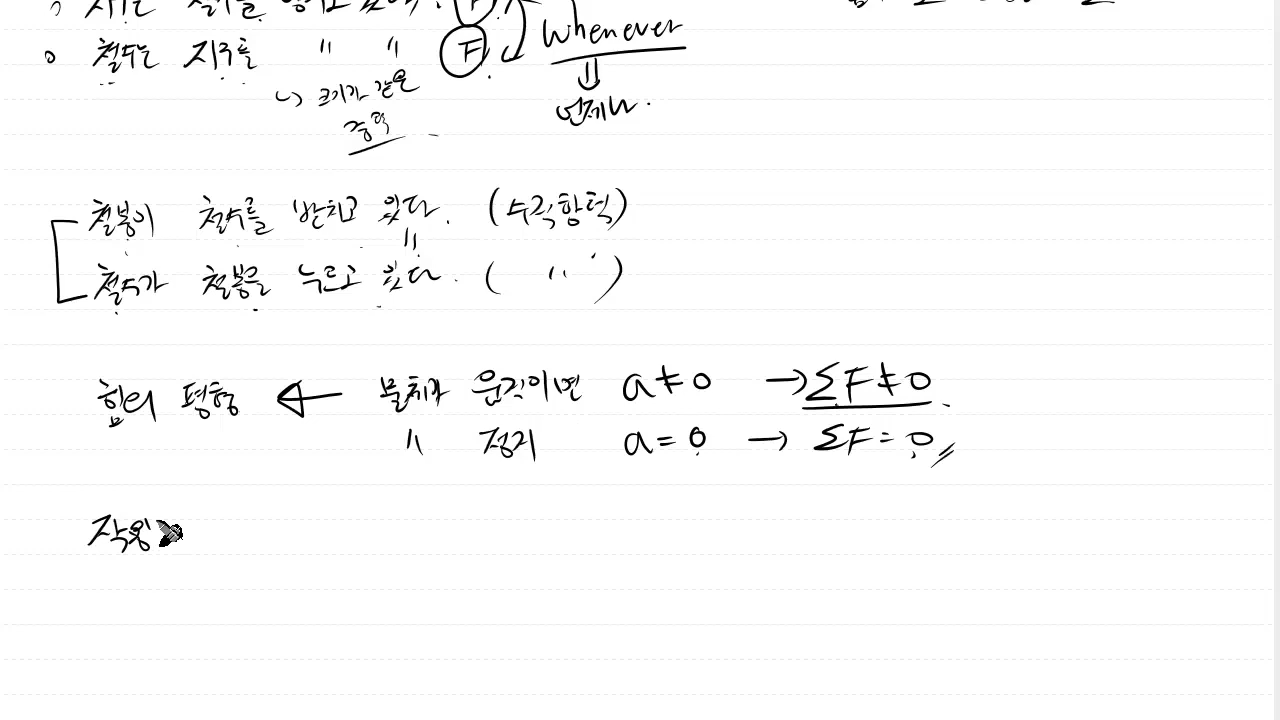 철수는 지구를 〃 〃 F Whenever
↳ 크기가 같은 ⇓
중력 언제나.
철봉이 철수를 받치고 있다. (수직항력)
철수가 철봉을 누르고 있다. ( 〃 )
힘의 평형 ← 물체가 움직이면 a≠0 → ΣF≠0
〃 정지 a=0 → ΣF=0
작용